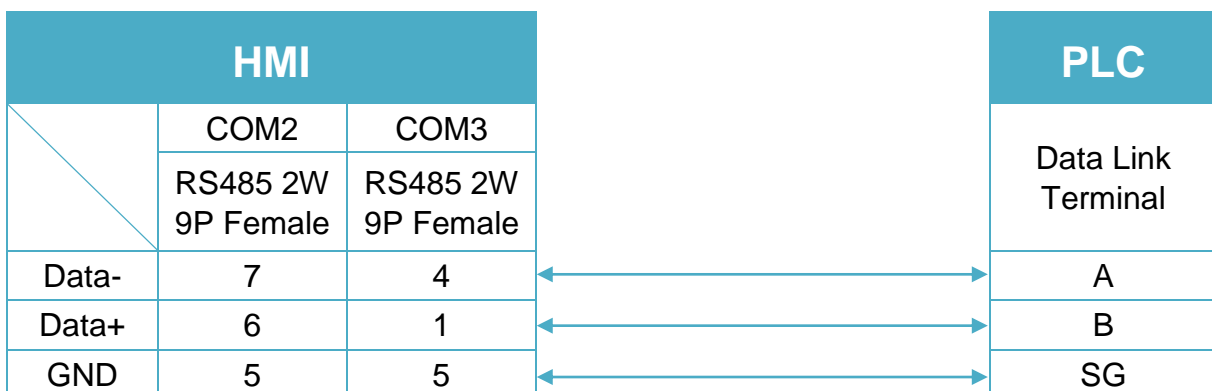 HMI PLC
COM2 COM3
Data Link
Terminal
RS485 2W RS485 2W
9P Female 9P Female
Data- 7 4 A
Data+ 6 1 B
GND 5 5 SG